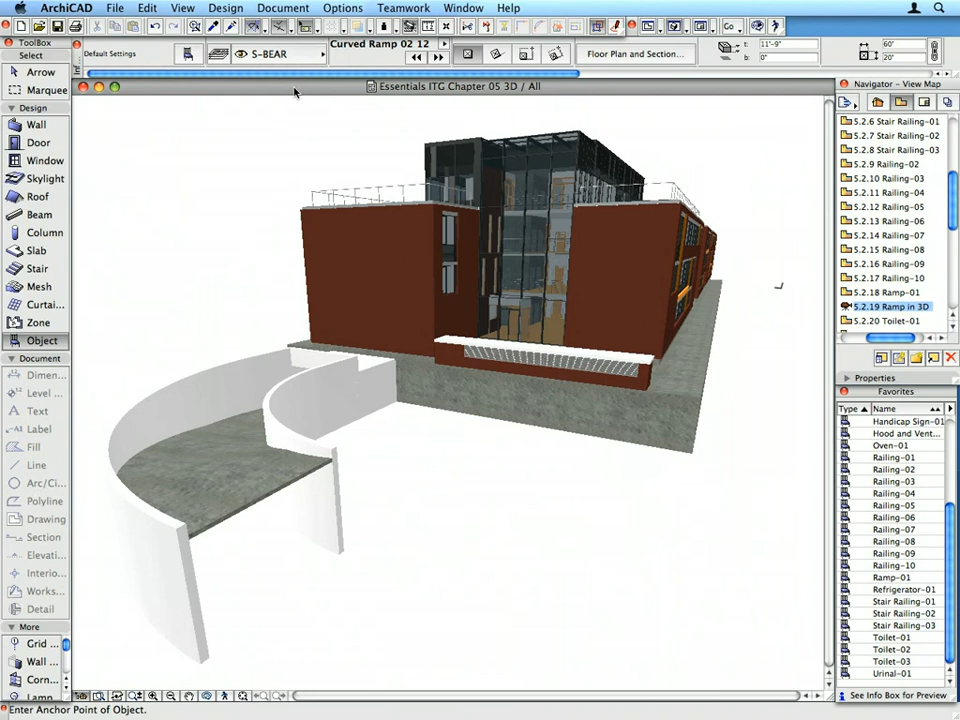 ArchiCAD File Edit View Design Document Options Teamwork Window Help
Go...
ToolBox
Select
Arrow
Marquee
Design
Wall
Door
Window
Skylight
Roof
Beam
Column
Slab
Stair
Mesh
Curtai...
Zone
Object
Document
Dimen...
Level ...
Text
Label
Fill
Line
Arc/Ci...
Polyline
Drawing
Section
Elevati...
Interio...
Works...
Detail
More
Grid ...
Wall ...
Corn...
Lamp
Default Settings
S-BEAR
Curved Ramp 02 12
Floor Plan and Section...
t: 11'-9"
b: 0"
60'
20'
Essentials ITG Chapter 05 3D / All
Navigator - View Map
5.2.6 Stair Railing-01
5.2.7 Stair Railing-02
5.2.8 Stair Railing-03
5.2.9 Railing-02
5.2.10 Railing-03
5.2.11 Railing-04
5.2.12 Railing-05
5.2.13 Railing-06
5.2.14 Railing-07
5.2.15 Railing-08
5.2.16 Railing-09
5.2.17 Railing-10
5.2.18 Ramp-01
5.2.19 Ramp in 3D
5.2.20 Toilet-01
Properties
Favorites
Type Name
Handicap Sign-01
Hood and Vent...
Oven-01
Railing-01
Railing-02
Railing-03
Railing-04
Railing-05
Railing-06
Railing-07
Railing-08
Railing-09
Railing-10
Ramp-01
Refrigerator-01
Stair Railing-01
Stair Railing-02
Stair Railing-03
Toilet-01
Toilet-02
Toilet-03
Urinal-01
See Info Box for Preview
Enter Anchor Point of Object.